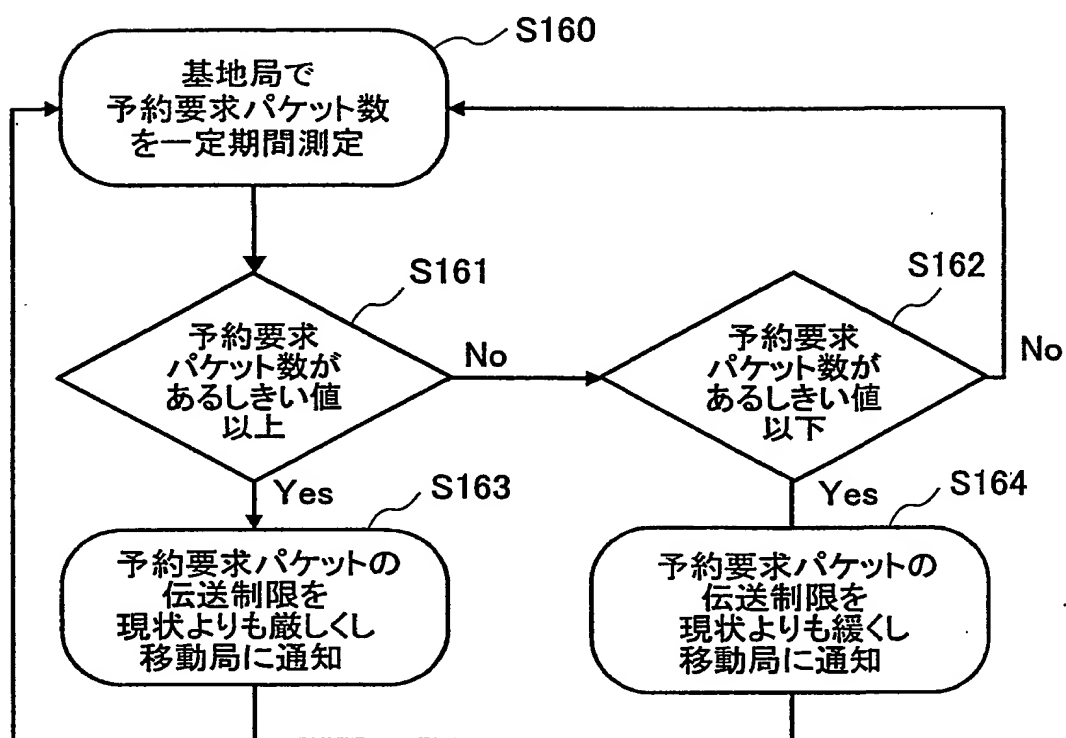 S160
基地局で
予約要求パケット数
を一定期間測定
S161
予約要求
パケット数が
あるしきい値
以上
No
S162
予約要求
パケット数が
あるしきい値
以下
No
Yes
S163
予約要求パケットの
伝送制限を
現状よりも厳しくし
移動局に通知
Yes
S164
予約要求パケットの
伝送制限を
現状よりも緩くし
移動局に通知